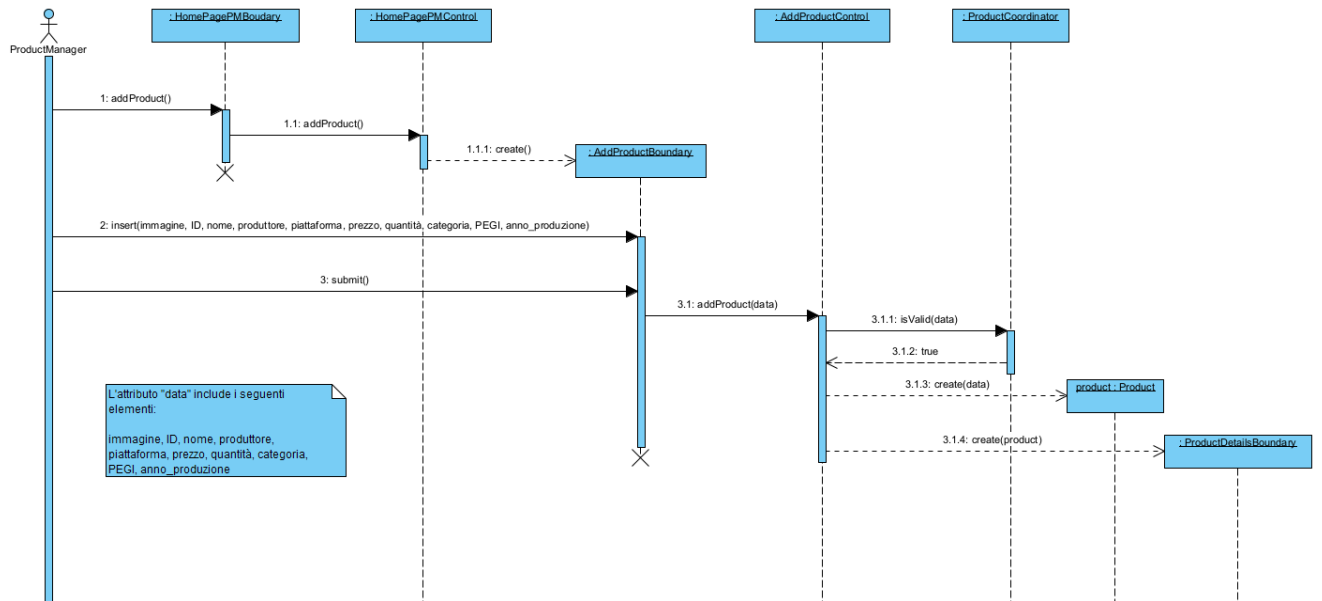 ProductManager
: HomePagePMBoudary
: HomePagePMControl
: AddProductControl
: ProductCoordinator
1: addProduct()
1.1: addProduct()
1.1.1: create()
: AddProductBoundary
2: insert(immagine, ID, nome, produttore, piattaforma, prezzo, quantità, categoria, PEGI, anno_produzione)
3: submit()
3.1: addProduct(data)
3.1.1: isValid(data)
3.1.2: true
3.1.3: create(data)
product : Product
3.1.4: create(product)
: ProductDetailsBoundary
L'attributo "data" include i seguenti
elementi:
immagine, ID, nome, produttore,
piattaforma, prezzo, quantità, categoria,
PEGI, anno_produzione